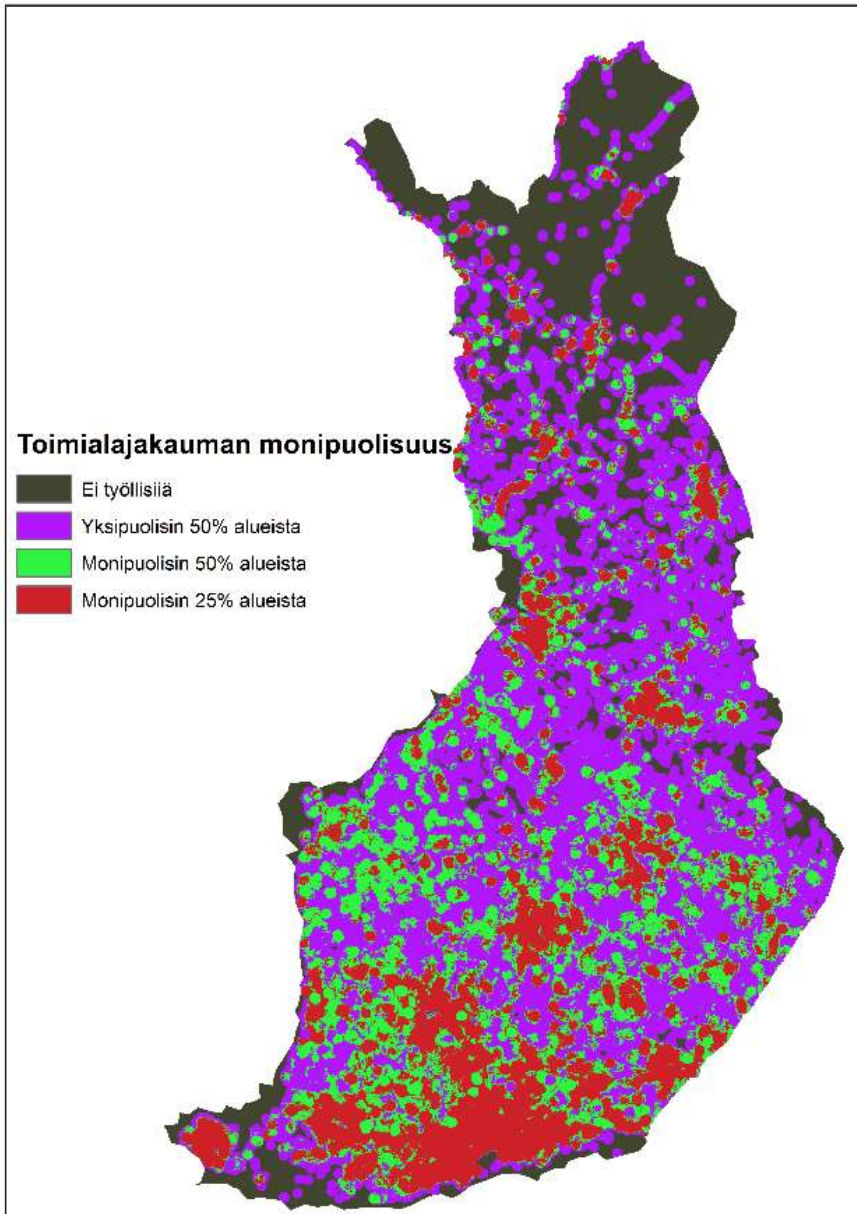 Toimialajakauman monipuolisuus
Ei työllisiä
Yksipuolisin 50% alueista
Monipuolisin 50% alueista
Monipuolisin 25% alueista